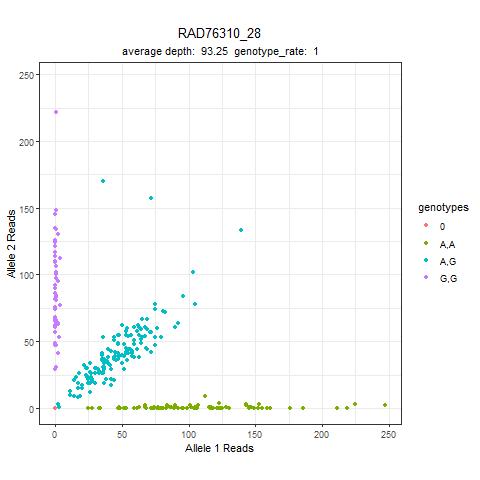 RAD76310_28
average depth:  93.25  genotype_rate:  1
250
200
150
100
50
0
Allele 2 Reads
0 50 100 150 200 250
Allele 1 Reads
genotypes
0
A,A
A,G
G,G